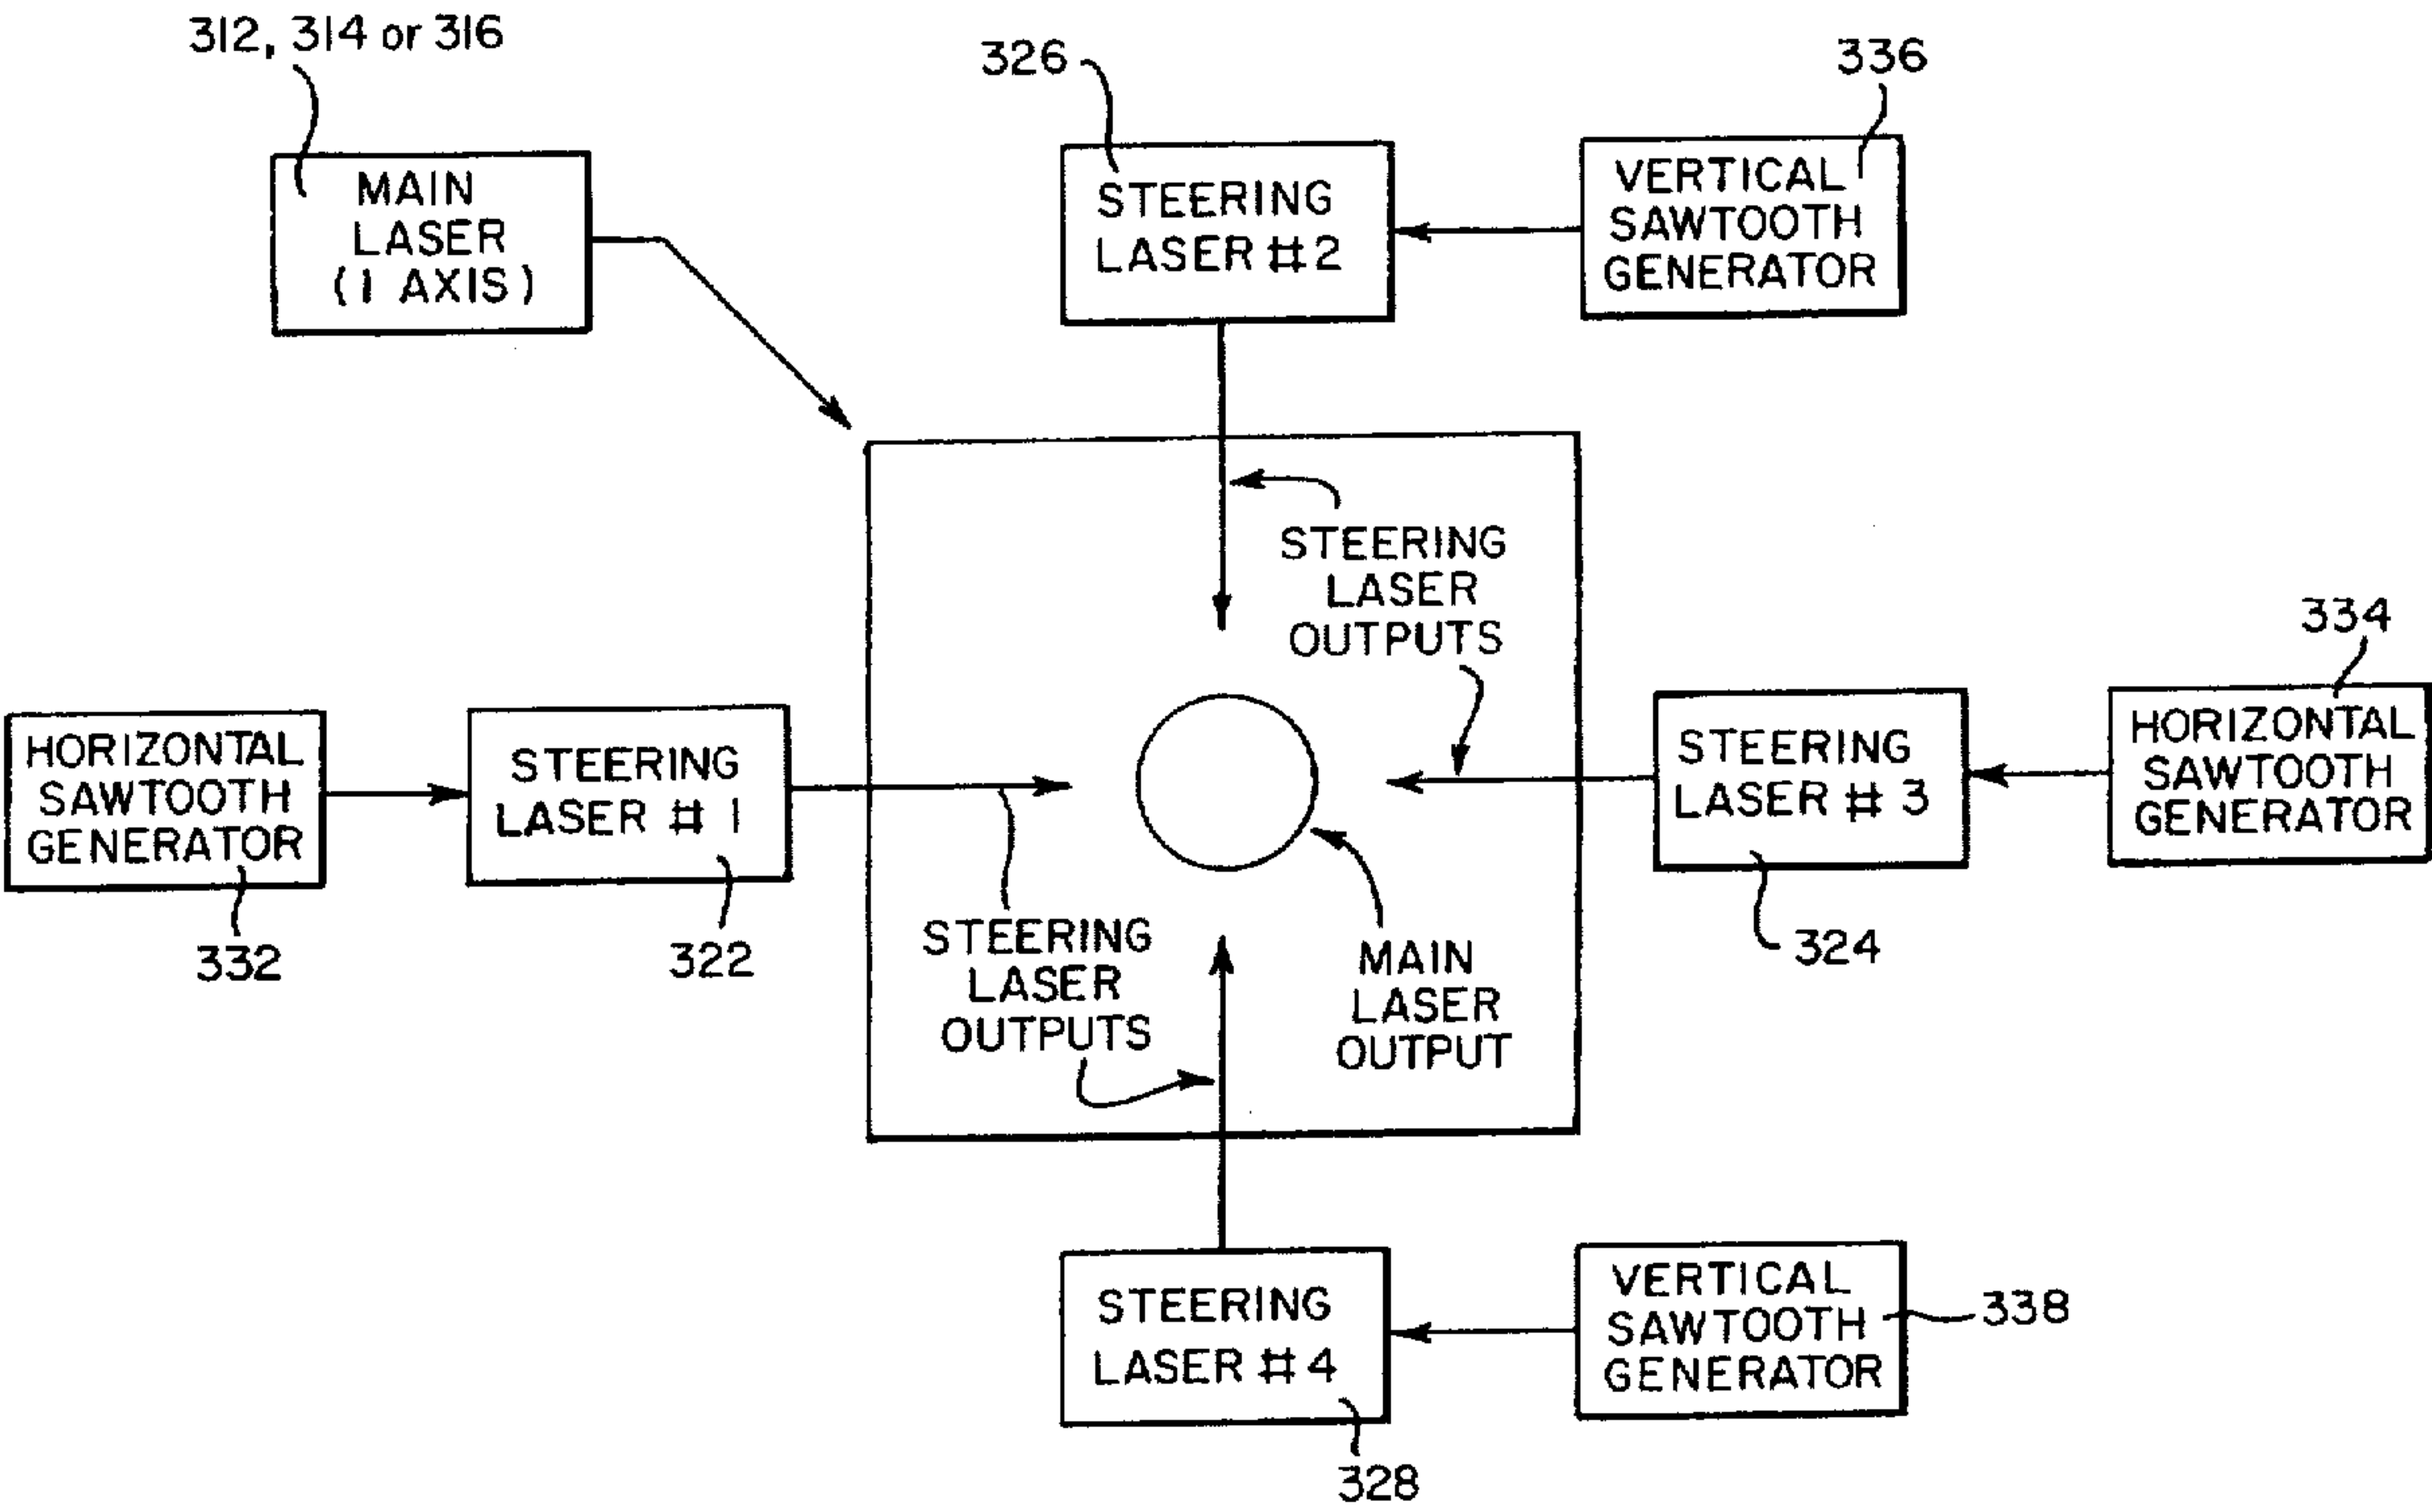 312, 314 or 316
326
336
MAIN
LASER
(1 AXIS)
STEERING
LASER #2
VERTICAL
SAWTOOTH
GENERATOR
STEERING
LASER
OUTPUTS
334
HORIZONTAL
SAWTOOTH
GENERATOR
STEERING
LASER # 1
STEERING
LASER # 3
HORIZONTAL
SAWTOOTH
GENERATOR
332
322
STEERING
LASER
OUTPUTS
MAIN
LASER
OUTPUT
324
STEERING
LASER #4
VERTICAL
SAWTOOTH
GENERATOR
338
328